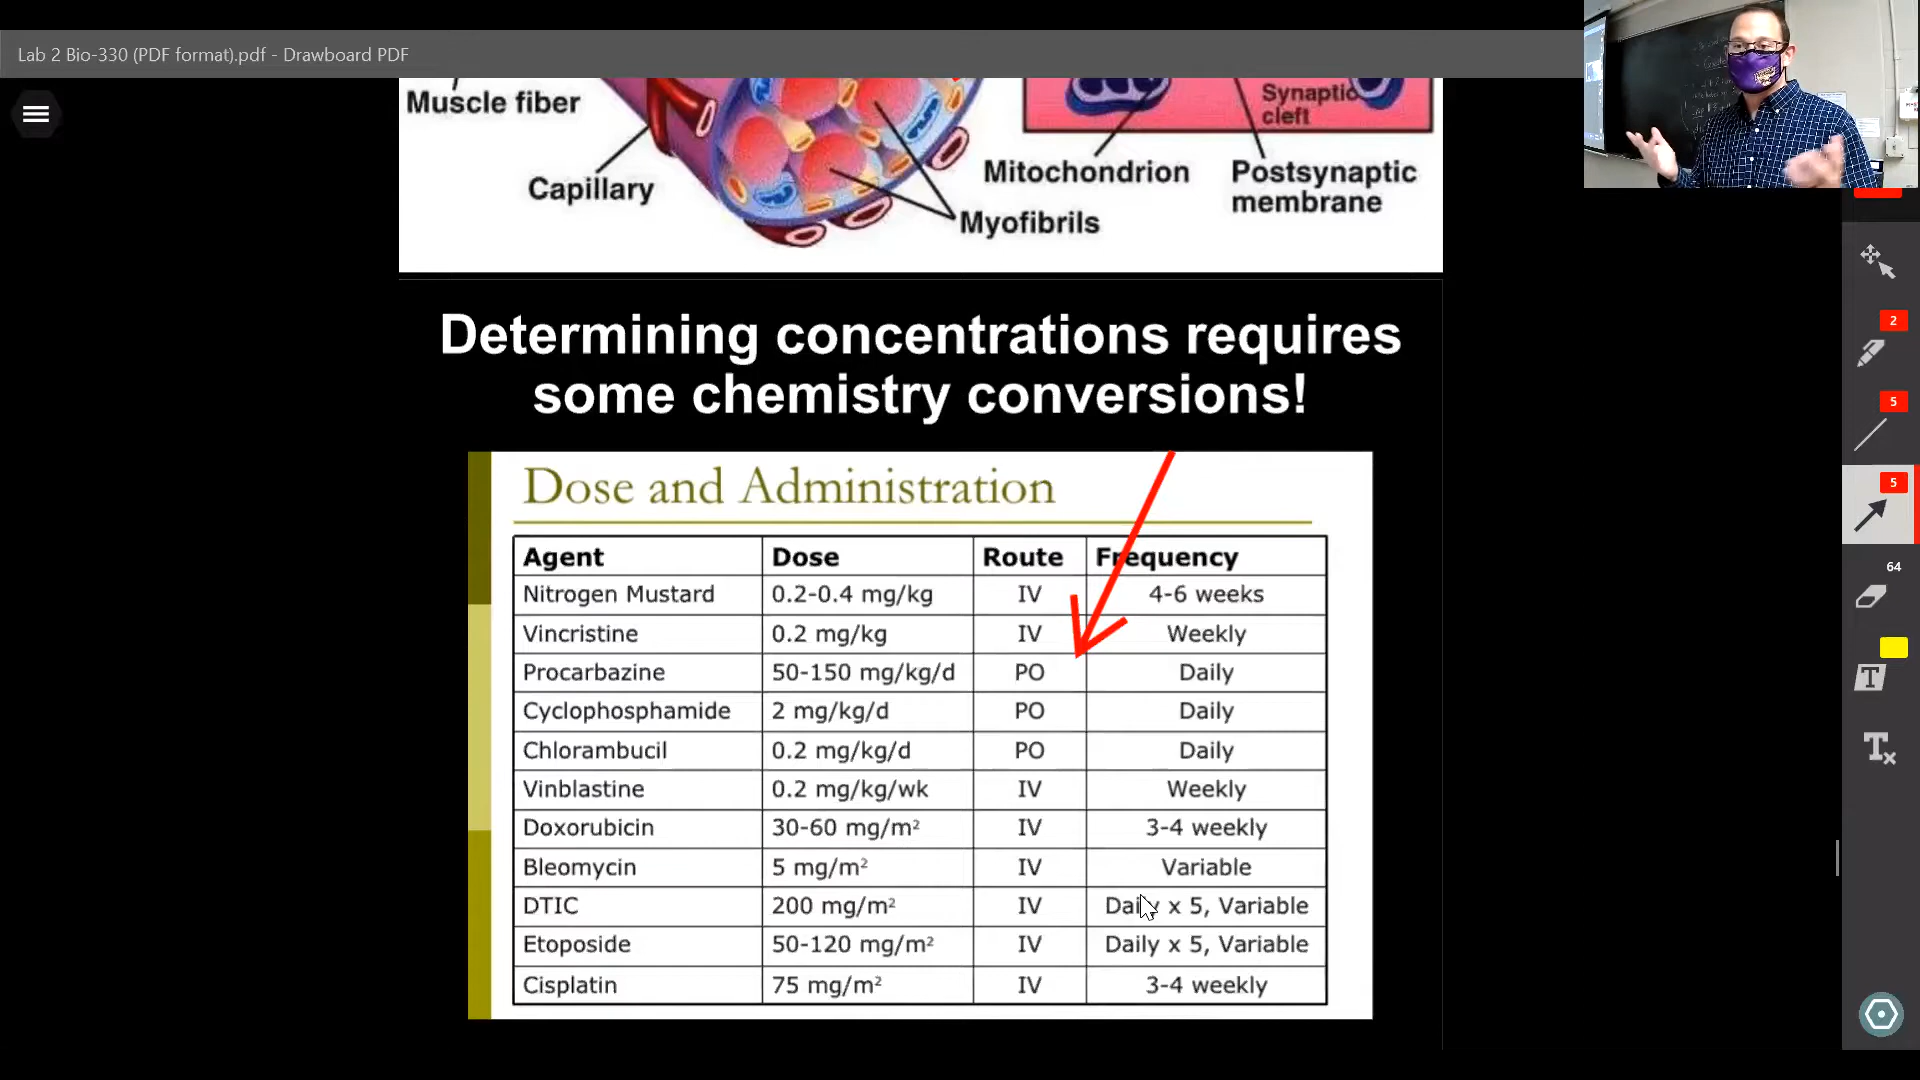 Lab 2 Bio-330 (PDF format).pdf - Drawboard PDF
Muscle fiber
Capillary
Myofibrils
Synaptic
cleft
Mitochondrion
Postsynaptic
membrane
Determining concentrations requires
some chemistry conversions!
Dose and Administration
Agent Dose Route Frequency
Nitrogen Mustard 0.2-0.4 mg/kg IV 4-6 weeks
Vincristine 0.2 mg/kg IV Weekly
Procarbazine 50-150 mg/kg/d PO Daily
Cyclophosphamide 2 mg/kg/d PO Daily
Chlorambucil 0.2 mg/kg/d PO Daily
Vinblastine 0.2 mg/kg/wk IV Weekly
Doxorubicin 30-60 mg/m² IV 3-4 weekly
Bleomycin 5 mg/m² IV Variable
DTIC 200 mg/m² IV Daily x 5, Variable
Etoposide 50-120 mg/m² IV Daily x 5, Variable
Cisplatin 75 mg/m² IV 3-4 weekly
2
5
5
64
T
Tx